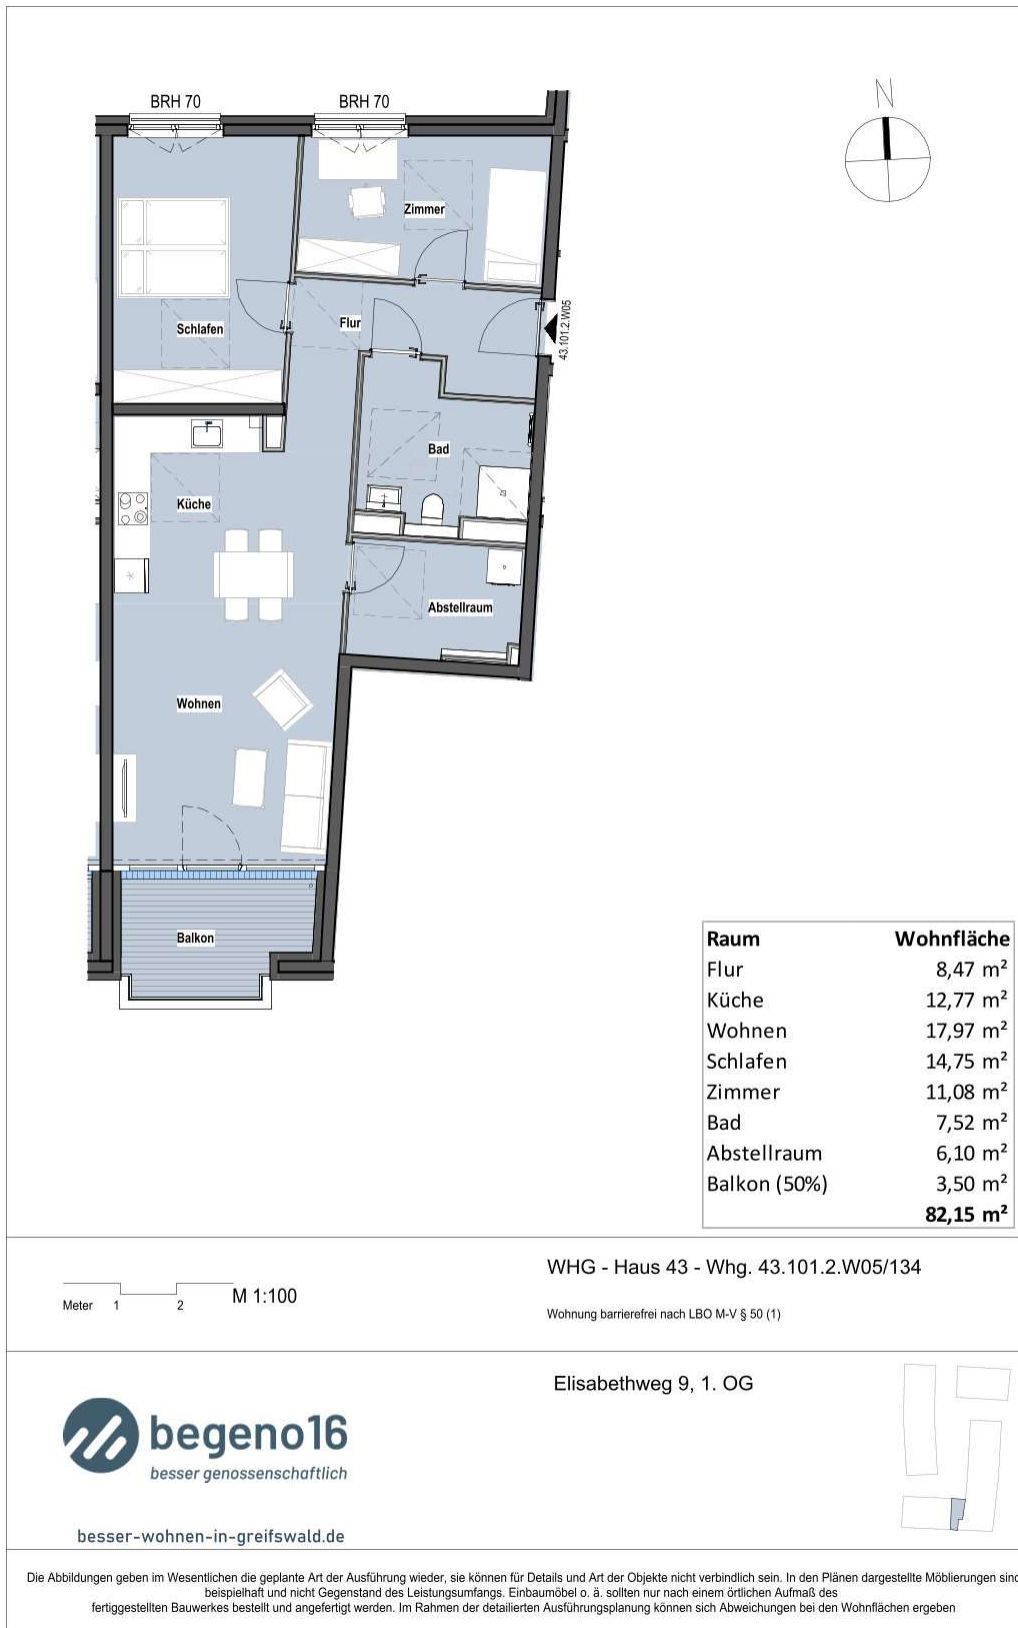 BRH 70
BRH 70
N
Zimmer
Schlafen
Flur
43.101.2.W05
Bad
Küche
Abstellraum
Wohnen
Balkon
Raum Wohnfläche
Flur 8,47 m²
Küche 12,77 m²
Wohnen 17,97 m²
Schlafen 14,75 m²
Zimmer 11,08 m²
Bad 7,52 m²
Abstellraum 6,10 m²
Balkon (50%) 3,50 m²
82,15 m²
Meter 1 2 M 1:100
WHG - Haus 43 - Whg. 43.101.2.W05/134
Wohnung barrierefrei nach LBO M-V § 50 (1)
Elisabethweg 9, 1. OG
begeno16
besser genossenschaftlich
besser-wohnen-in-greifswald.de
Die Abbildungen geben im Wesentlichen die geplante Art der Ausführung wieder, sie können für Details und Art der Objekte nicht verbindlich sein. In den Plänen dargestellte Möblierungen sind
beispielhaft und nicht Gegenstand des Leistungsumfangs. Einbaumöbel o. ä. sollten nur nach einem örtlichen Aufmaß des
fertiggestellten Bauwerkes bestellt und angefertigt werden. Im Rahmen der detailierten Ausführungsplanung können sich Abweichungen bei den Wohnflächen ergeben